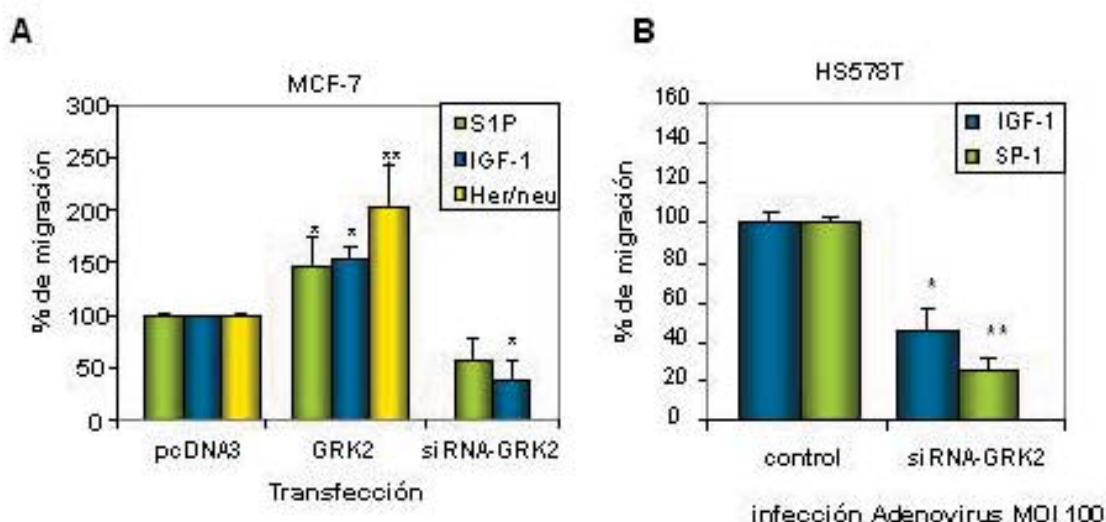 A
MCF-7
300
250
200
150
100
50
0
% de migración
S1P
IGF-1
Her/neu
*
*
**
*
pcDNA3
GRK2
siRNA-GRK2
Transfección
B
HS578T
160
140
120
100
80
60
40
20
0
% de migración
IGF-1
SP-1
*
**
control
siRNA-GRK2
infección Adenovirus MOI 100